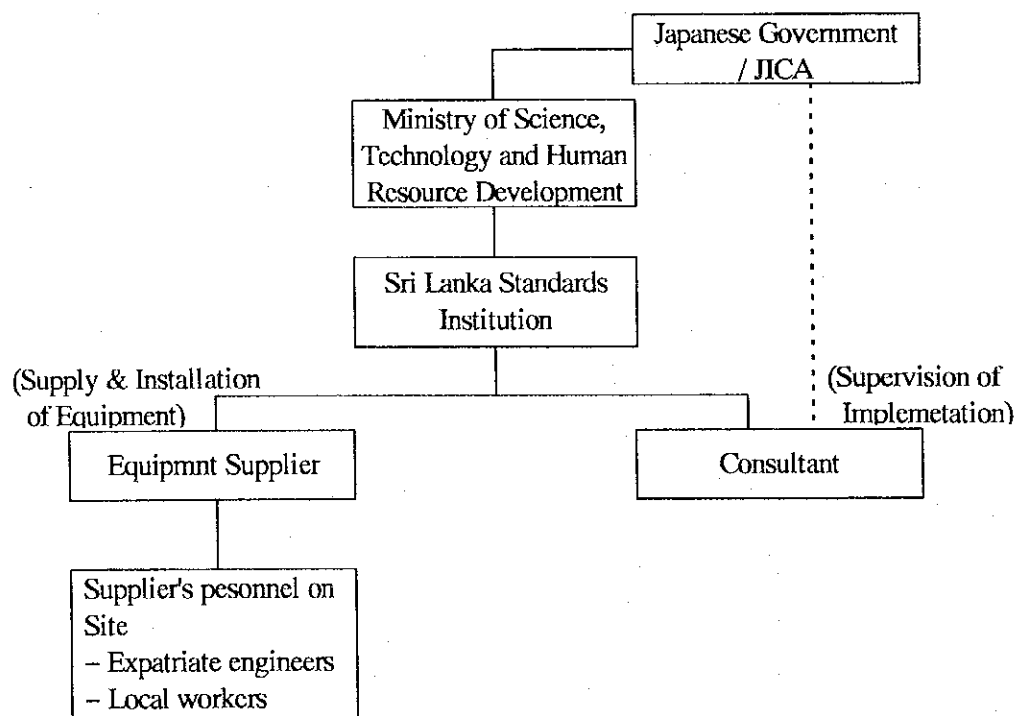 Japanese Government
/ JICA
Ministry of Science,
Technology and Human
Resource Development
Sri Lanka Standards
Institution
(Supply & Installation
of Equipment)
(Supervision of
Implemetation)
Equipmnt Supplier
Consultant
Supplier's pesonnel on
Site
– Expatriate engineers
– Local workers